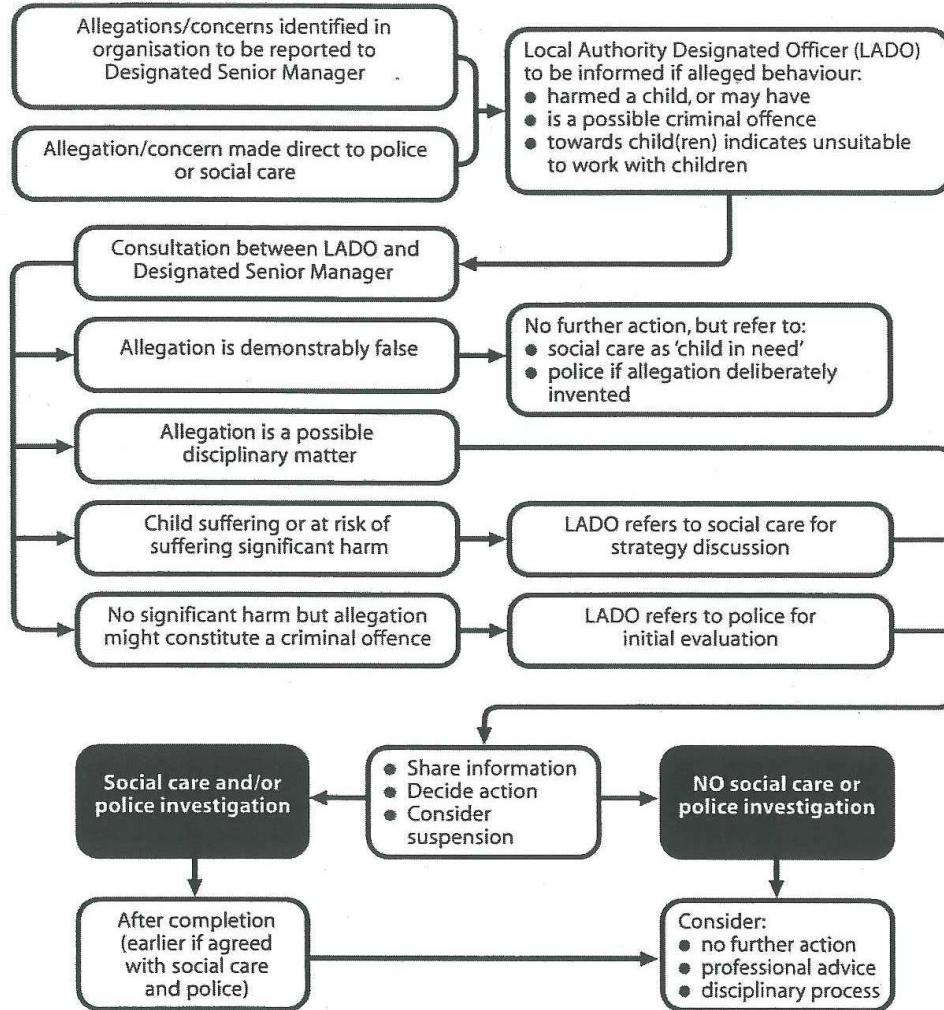 Allegations/concerns identified in
organisation to be reported to
Designated Senior Manager
Allegation/concern made direct to police
or social care
Local Authority Designated Officer (LADO)
to be informed if alleged behaviour:
● harmed a child, or may have
● is a possible criminal offence
● towards child(ren) indicates unsuitable
to work with children
Consultation between LADO and
Designated Senior Manager
Allegation is demonstrably false
No further action, but refer to:
● social care as ‘child in need’
● police if allegation deliberately
invented
Allegation is a possible
disciplinary matter
Child suffering or at risk of
suffering significant harm
LADO refers to social care for
strategy discussion
No significant harm but allegation
might constitute a criminal offence
LADO refers to police for
initial evaluation
Social care and/or
police investigation
● Share information
● Decide action
● Consider
suspension
NO social care or
police investigation
After completion
(earlier if agreed
with social care
and police)
Consider:
● no further action
● professional advice
● disciplinary process